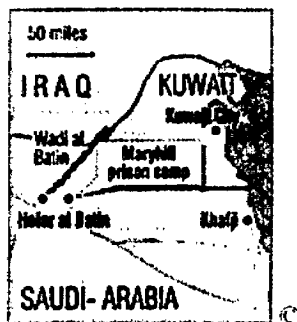 50 miles
IRAQ
KUWAIT
Kuwait City
Wadi al
Batin
Maryhill
prison camp
Hafar al Batin
Khafji
SAUDI-ARABIA
©